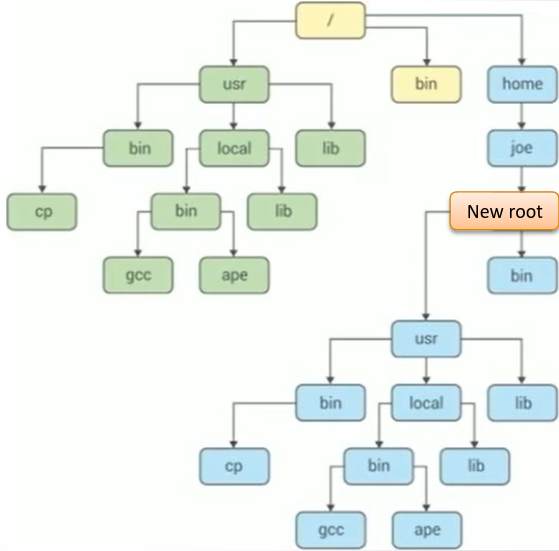 /
usr
bin
home
bin
local
lib
joe
cp
bin
lib
New root
gcc
ape
bin
usr
bin
local
lib
cp
bin
lib
gcc
ape